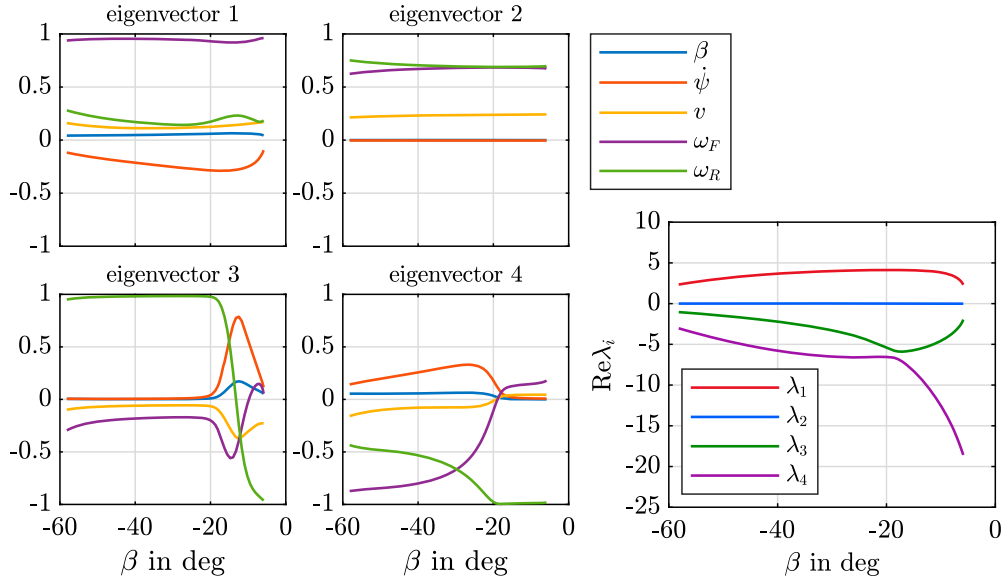 eigenvector 1
1
0.5
0
-0.5
-1
eigenvector 2
1
0.5
0
-0.5
-1
β
ψ̇
v
ω_F
ω_R
eigenvector 3
1
0.5
0
-0.5
-1
-60 -40 -20 0
β in deg
eigenvector 4
1
0.5
0
-0.5
-1
-60 -40 -20 0
β in deg
Reλ_i
10
5
0
-5
-10
-15
-20
-25
λ_1
λ_2
λ_3
λ_4
-60 -40 -20 0
β in deg